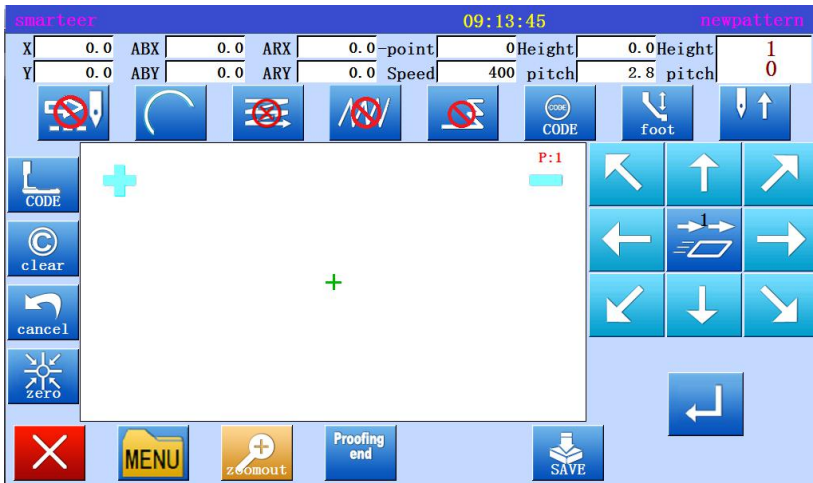 smarteer 09:13:45 newpattern
X 0.0 ABX 0.0 ARX 0.0 -point 0 Height 0.0 Height 1
Y 0.0 ABY 0.0 ARY 0.0 Speed 400 pitch 2.8 pitch 0
CODE
CODE
foot
P:1
CODE
1
clear
cancel
zero
MENU
zoomout
Proofing
end
SAVE